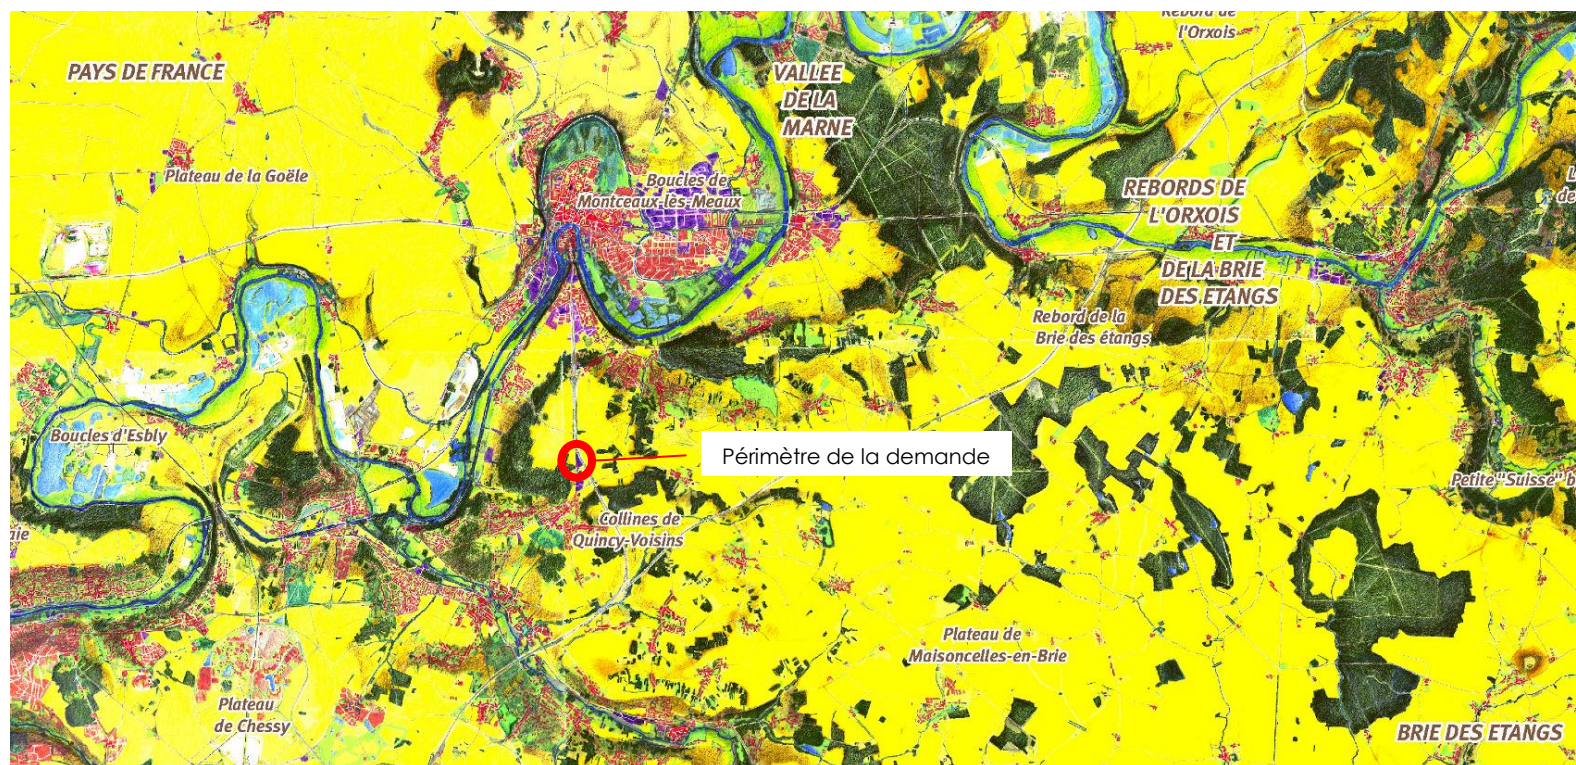 Rebord de
l'Orxois
PAYS DE FRANCE
VALLEE
DE LA
MARNE
Plateau de la Goële
Boucles de
Montceaux-lès-Meaux
REBORDS DE
L'ORXOIS
ET
DE LA BRIE
DES ETANGS
Rebord de la
Brie des étangs
Boucles d'Esbly
Périmètre de la demande
Petite "Suisse" b
Collines de
Quincy-Voisins
Plateau de
Maisoncelles-en-Brie
Plateau
de Chessy
BRIE DES ETANGS